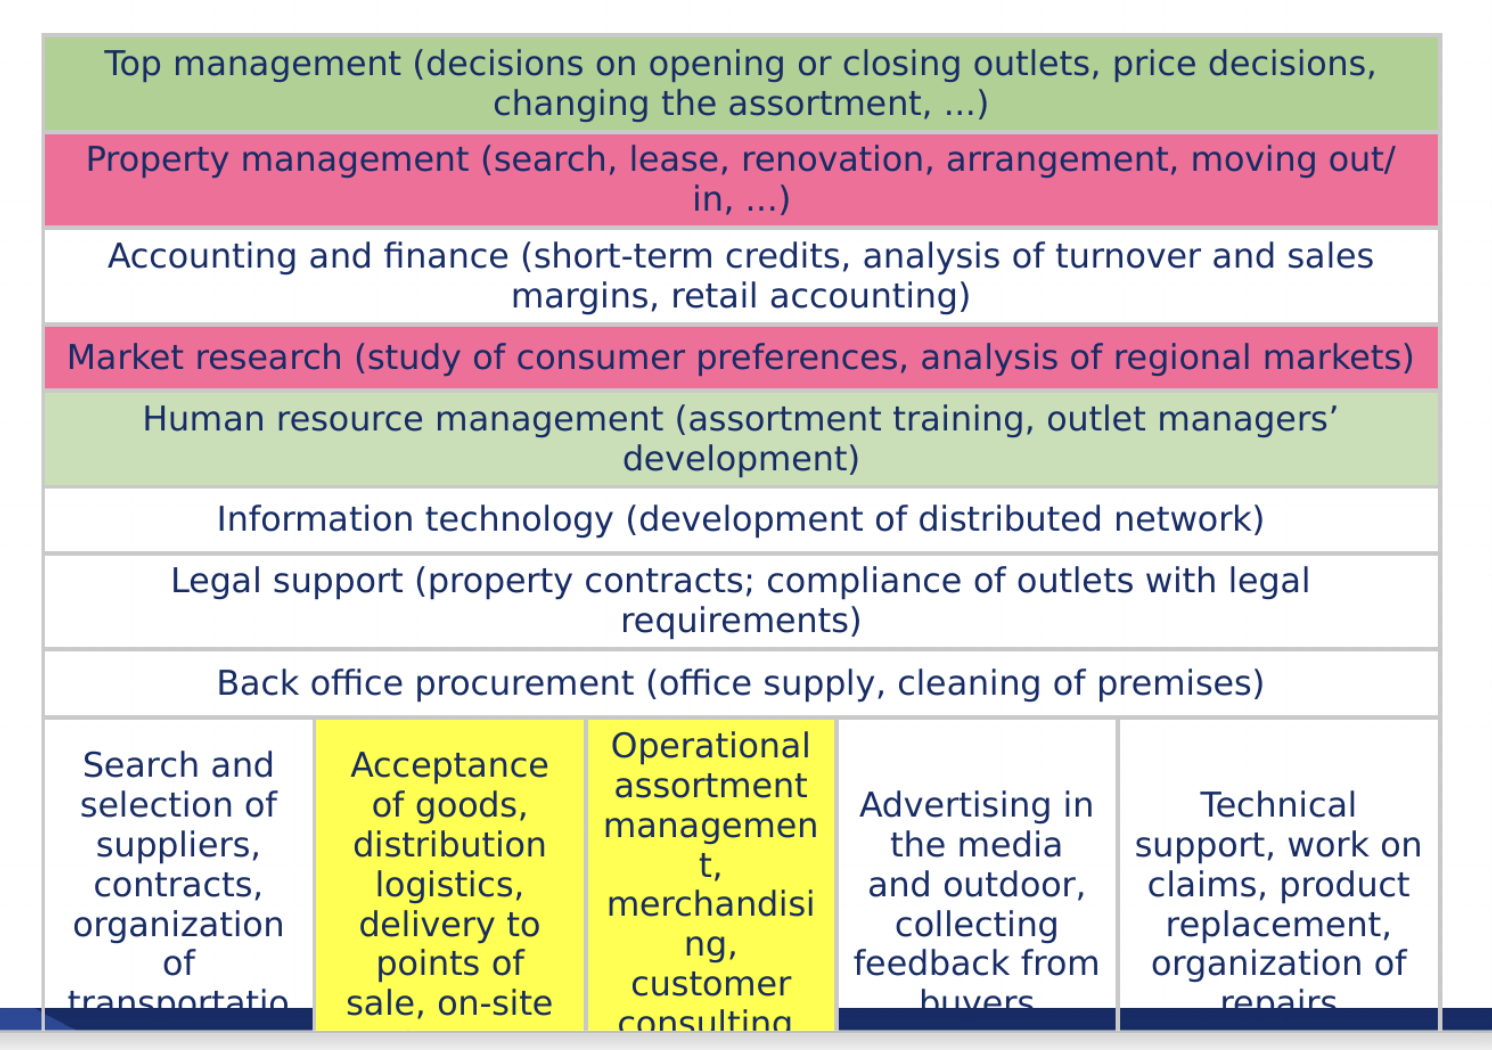 Top management (decisions on opening or closing outlets, price decisions,
changing the assortment, ...)
Property management (search, lease, renovation, arrangement, moving out/
in, ...)
Accounting and finance (short-term credits, analysis of turnover and sales
margins, retail accounting)
Market research (study of consumer preferences, analysis of regional markets)
Human resource management (assortment training, outlet managers’
development)
Information technology (development of distributed network)
Legal support (property contracts; compliance of outlets with legal
requirements)
Back office procurement (office supply, cleaning of premises)
Search and
selection of
suppliers,
contracts,
organization
of
transportatio
Acceptance
of goods,
distribution
logistics,
delivery to
points of
sale, on-site
Operational
assortment
managemen
t,
merchandisi
ng,
customer
consulting
Advertising in
the media
and outdoor,
collecting
feedback from
buyers
Technical
support, work on
claims, product
replacement,
organization of
repairs